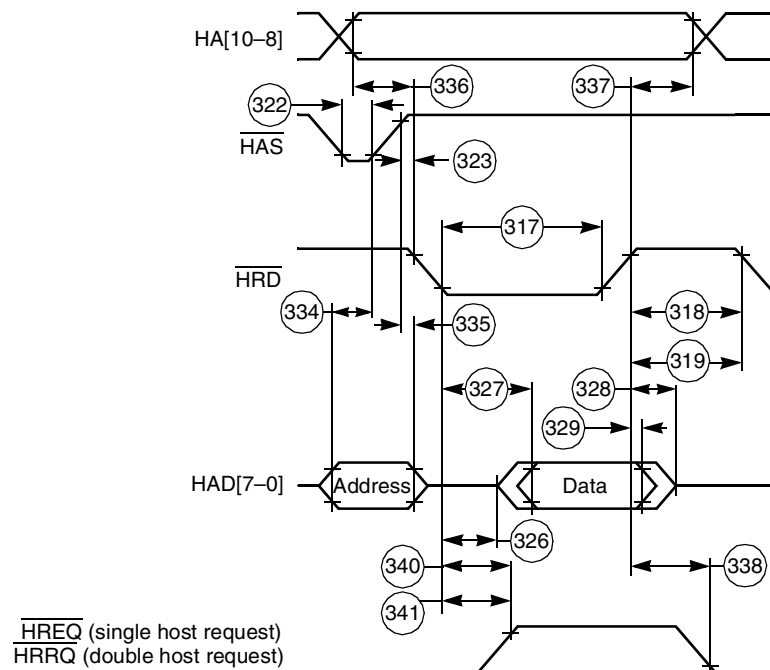 HA[10–8]
336
337
322
HAS
323
317
HRD
334
335
318
319
327
328
329
HAD[7–0]
Address
Data
326
340
338
341
HREQ (single host request)
HRRQ (double host request)